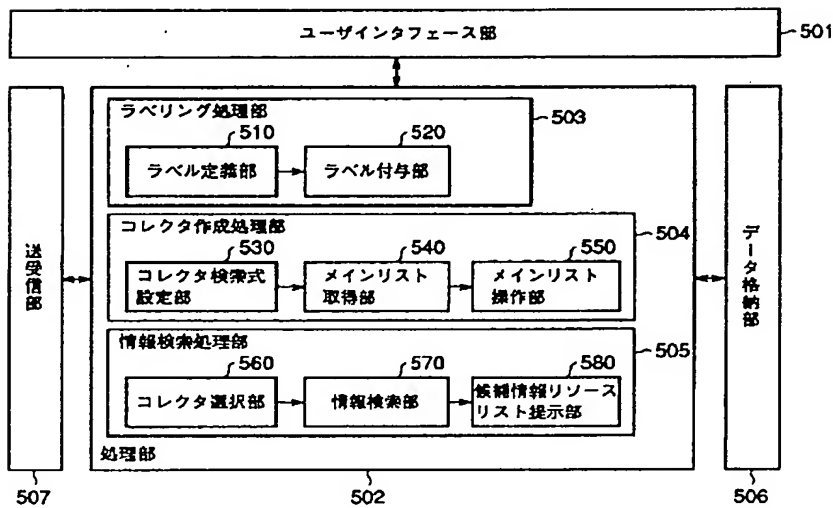 ユーザインタフェース部
501
ラベリング処理部
503
510
520
ラベル定義部
ラベル付与部
コレクタ作成処理部
504
530
540
550
コレクタ検索式
設定部
メインリスト
取得部
メインリスト
操作部
情報検索処理部
505
560
570
580
コレクタ選択部
情報検索部
候補情報リソース
リスト提示部
処理部
送受信部
データ格納部
507
502
506